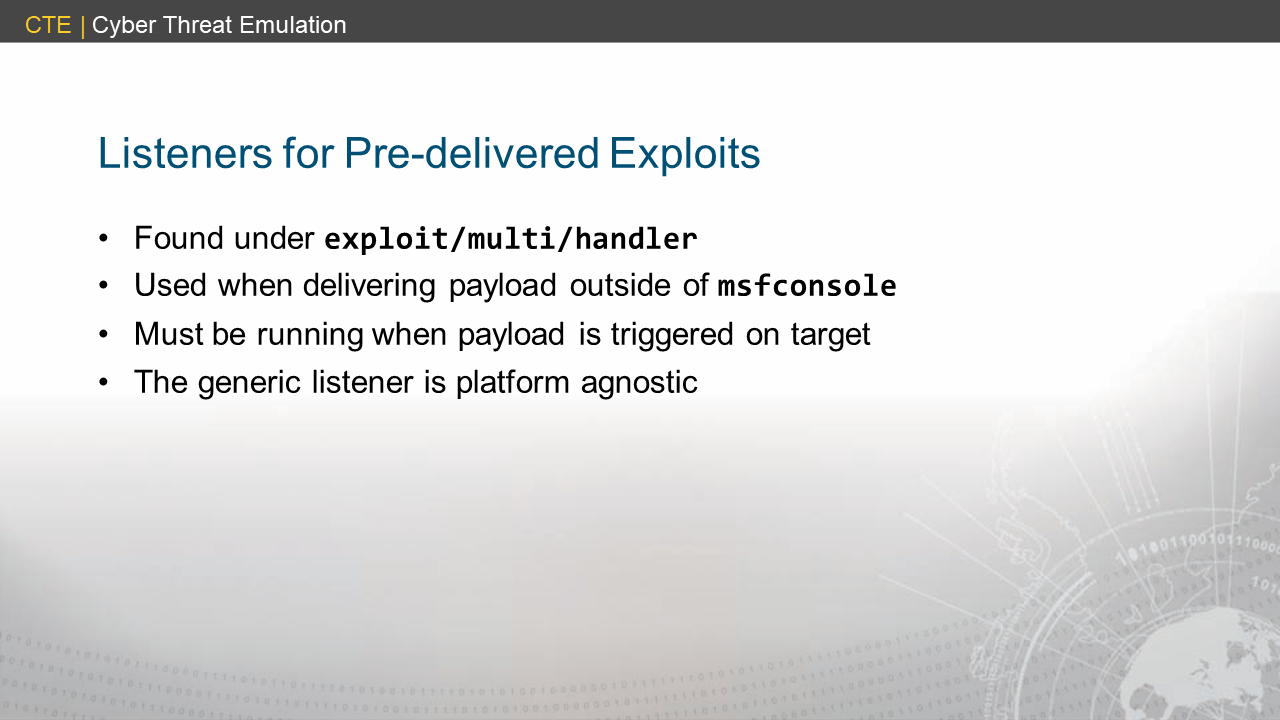 CTE | Cyber Threat Emulation
Listeners for Pre-delivered Exploits
• Found under exploit/multi/handler
• Used when delivering payload outside of msfconsole
• Must be running when payload is triggered on target
• The generic listener is platform agnostic